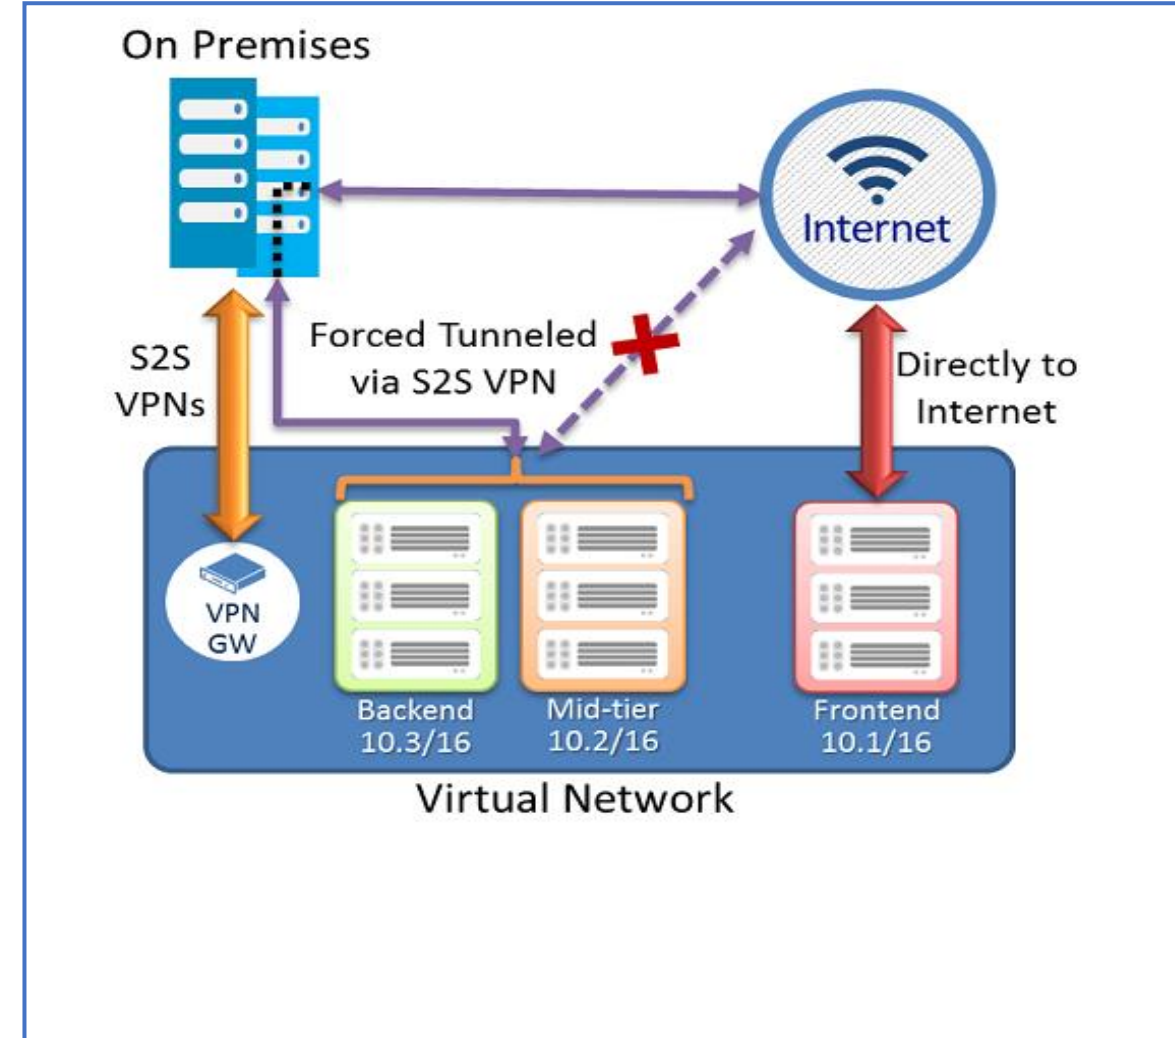 On Premises
Internet
S2S
VPNs
Forced Tunneled
via S2S VPN
Directly to
Internet
VPN
GW
Backend
10.3/16
Mid-tier
10.2/16
Frontend
10.1/16
Virtual Network